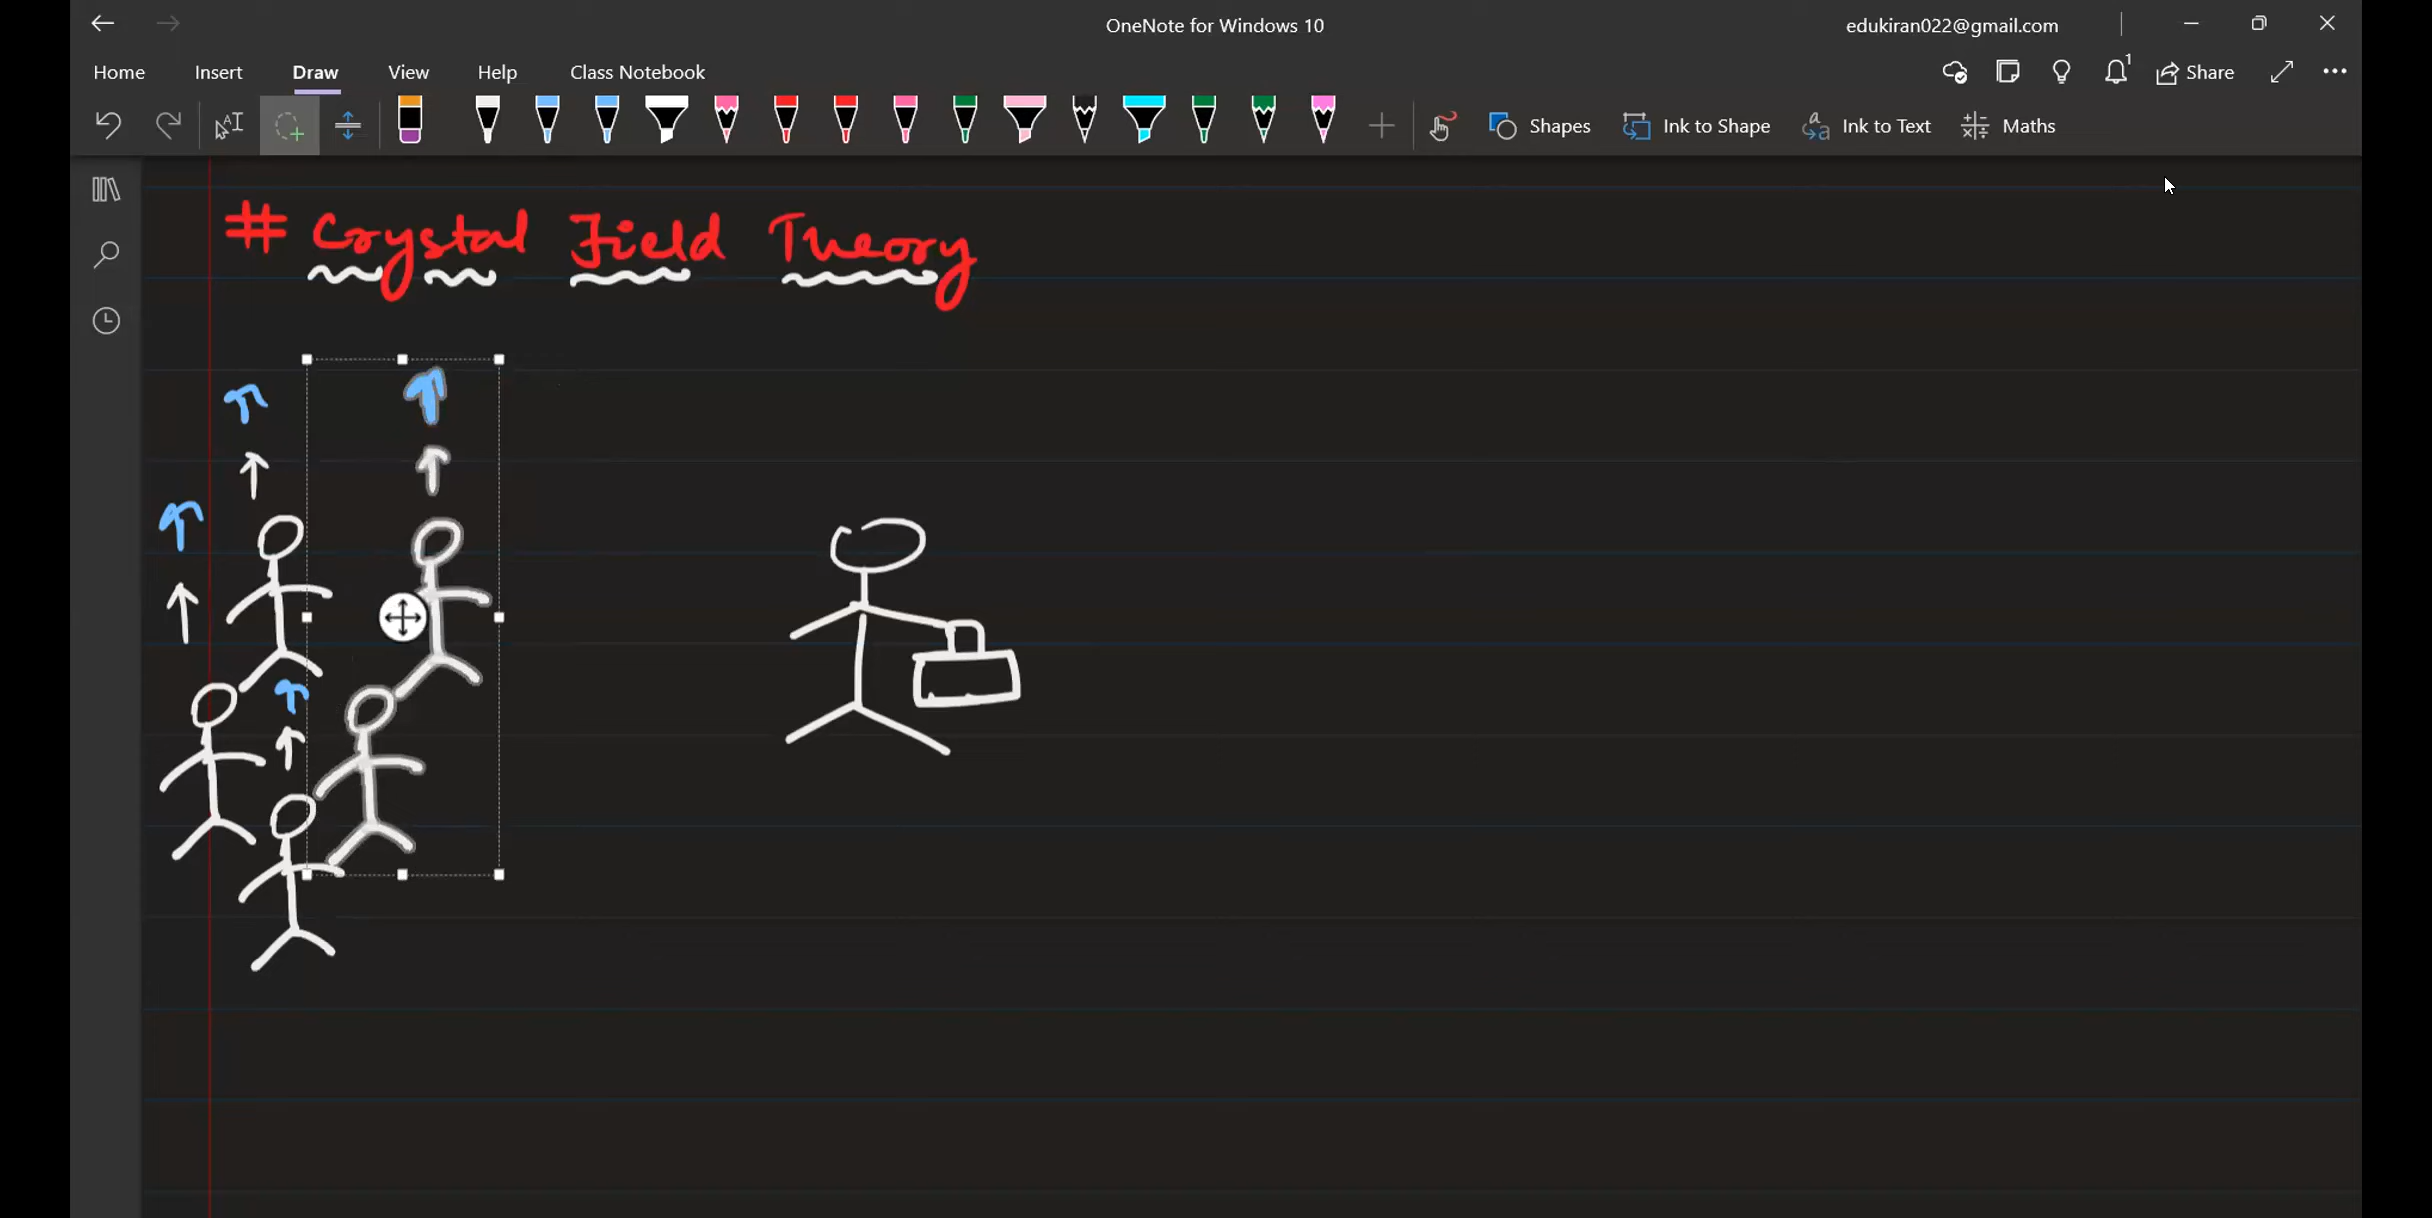 OneNote for Windows 10
edukiran022@gmail.com
Home Insert Draw View Help Class Notebook
1
Share
Shapes Ink to Shape Ink to Text Maths
# Crystal Field Theory